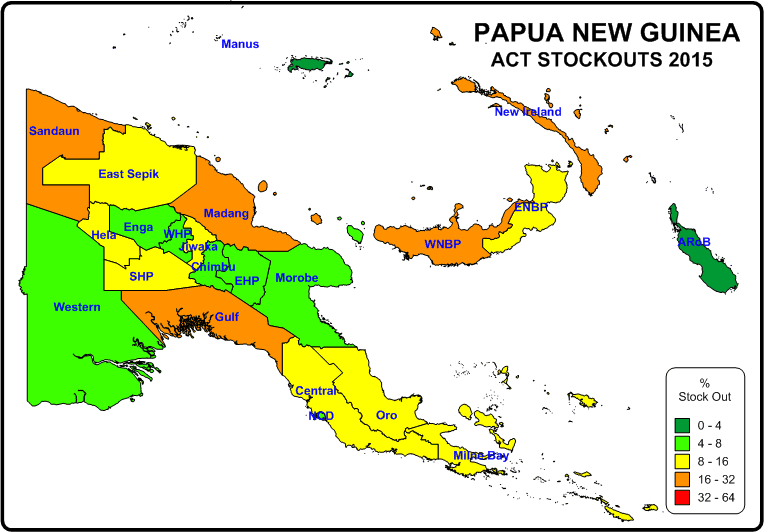 PAPUA NEW GUINEA
ACT STOCKOUTS 2015
Manus
New Ireland
Sandaun
East Sepik
Madang
ENBP
WNBP
ARoB
Hela
Enga
WHP
Jiwaka
Chimbu
SHP
EHP
Morobe
Western
Gulf
Central
NCD
Oro
Milne Bay
%
Stock Out
0 - 4
4 - 8
8 - 16
16 - 32
32 - 64